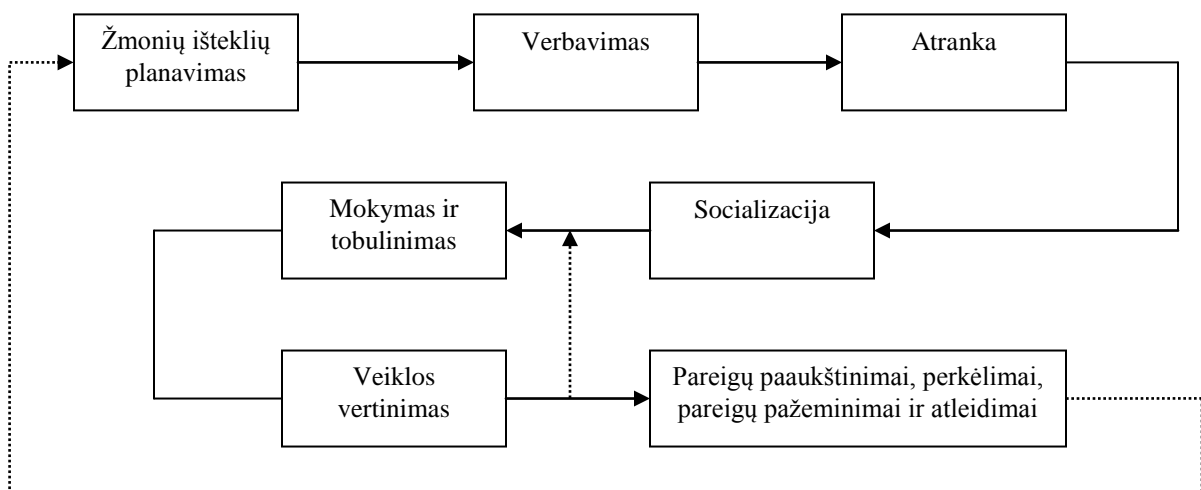 Žmonių išteklių
planavimas
Verbavimas
Atranka
Socializacija
Mokymas ir
tobulinimas
Veiklos
vertinimas
Pareigų paaukštinimai, perkėlimai,
pareigų pažeminimai ir atleidimai